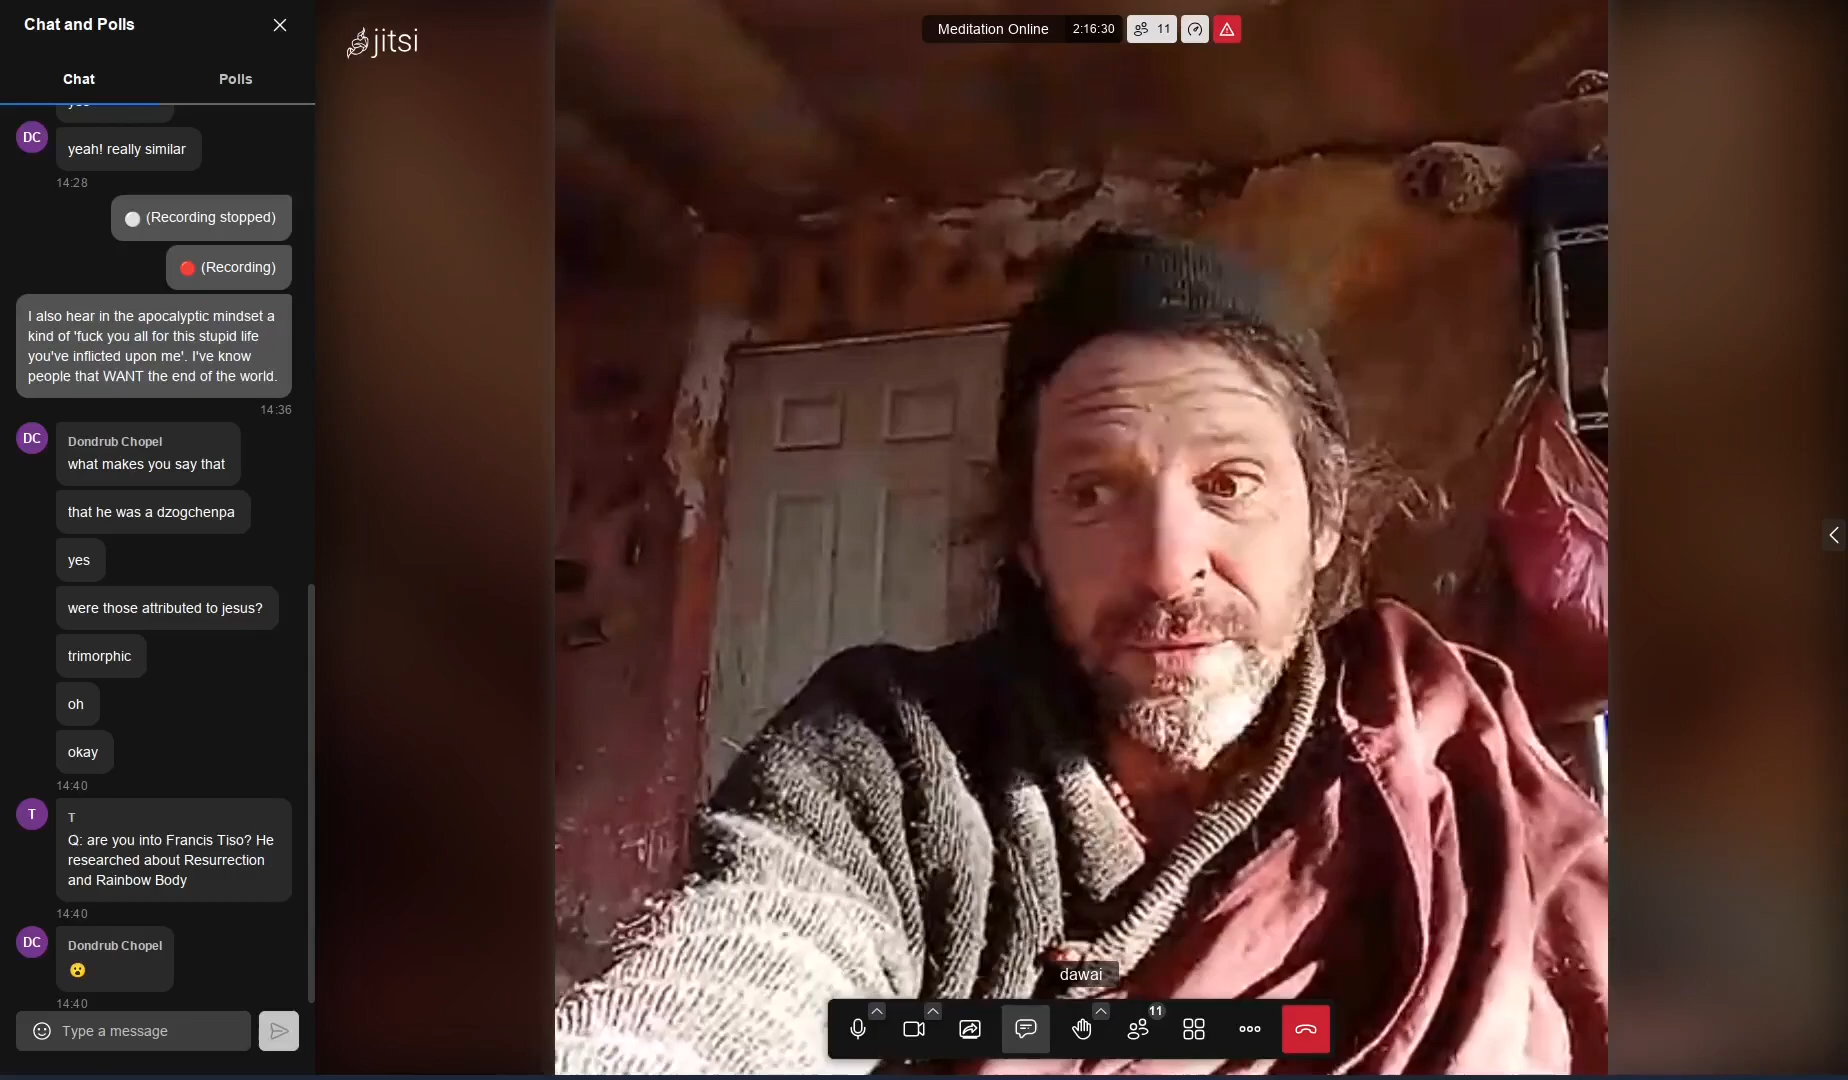 Chat and Polls
Chat
Polls
yeah! really similar
14:28
(Recording stopped)
(Recording)
I also hear in the apocalyptic mindset a
kind of 'fuck you all for this stupid life
you've inflicted upon me'. I've know
people that WANT the end of the world.
14:36
DC
Dondrub Chopel
what makes you say that
that he was a dzogchenpa
yes
were those attributed to jesus?
trimorphic
oh
okay
14:40
T
T
Q: are you into Francis Tiso? He
researched about Resurrection
and Rainbow Body
14:40
DC
Dondrub Chopel
14:40
Type a message
jitsi
Meditation Online
2:16:30
11
dawai
11
DC